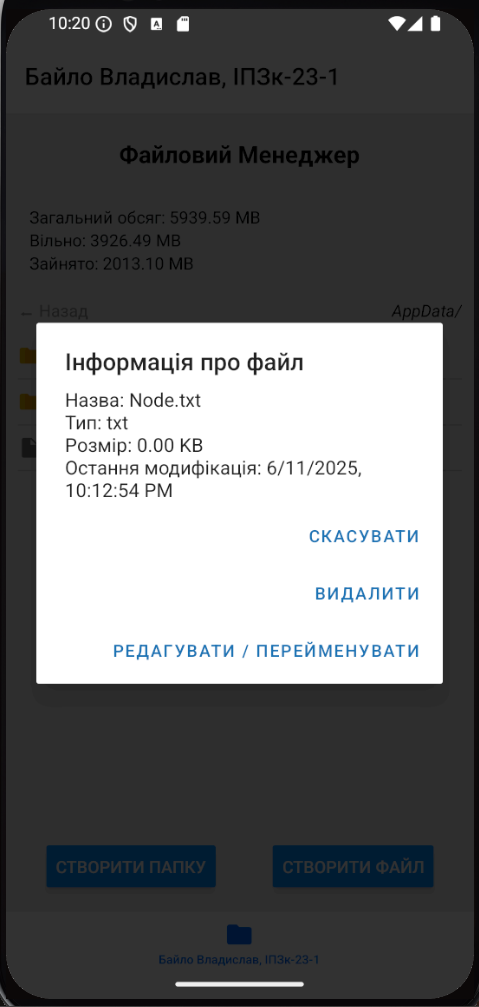 10:20
Байло Владислав, ІПЗк-23-1
Файловий Менеджер
Загальний обсяг: 5939.59 MB
Вільно: 3926.49 MB
Зайнято: 2013.10 MB
← Назад
AppData/
Інформація про файл
Назва: Node.txt
Тип: txt
Розмір: 0.00 KB
Остання модифікація: 6/11/2025,
10:12:54 PM
СКАСУВАТИ
ВИДАЛИТИ
РЕДАГУВАТИ / ПЕРЕЙМЕНУВАТИ
СТВОРИТИ ПАПКУ
СТВОРИТИ ФАЙЛ
Байло Владислав, ІПЗк-23-1